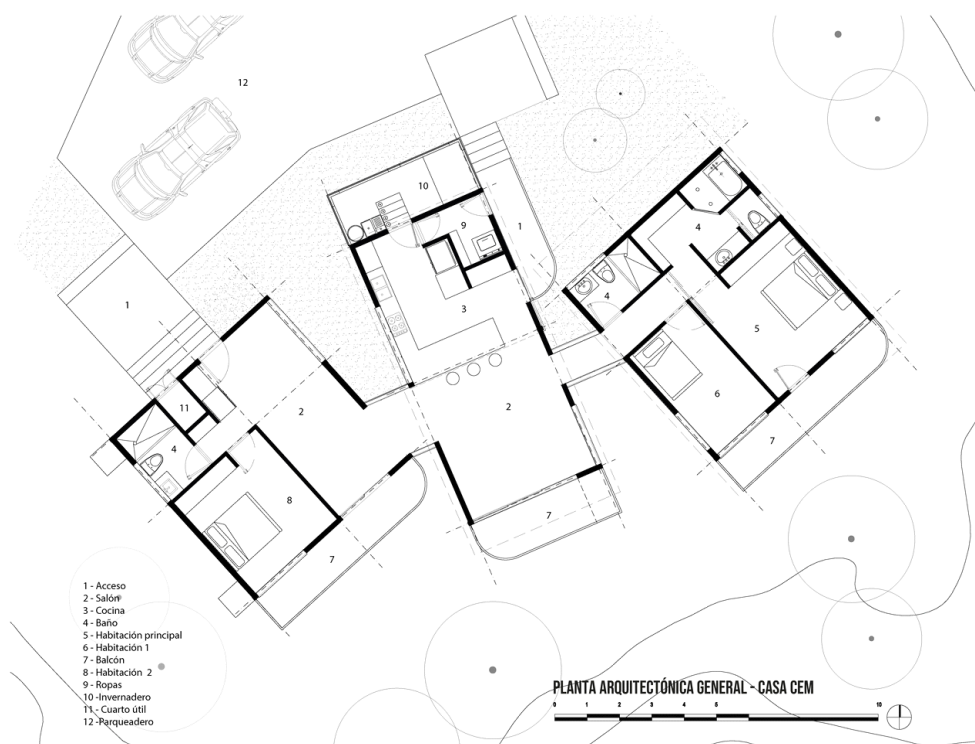 12
10
9
1
4
3
4
1
5
2
2
6
11
4
7
8
7
7
1 - Acceso
2 - Salón
3 - Cocina
4 - Baño
5 - Habitación principal
6 - Habitación 1
7 - Balcón
8 - Habitación 2
9 - Ropas
10 -Invernadero
11 - Cuarto útil
12 -Parqueadero
PLANTA ARQUITECTÓNICA GENERAL - CASA CEM
0 1 2 3 4 5 10